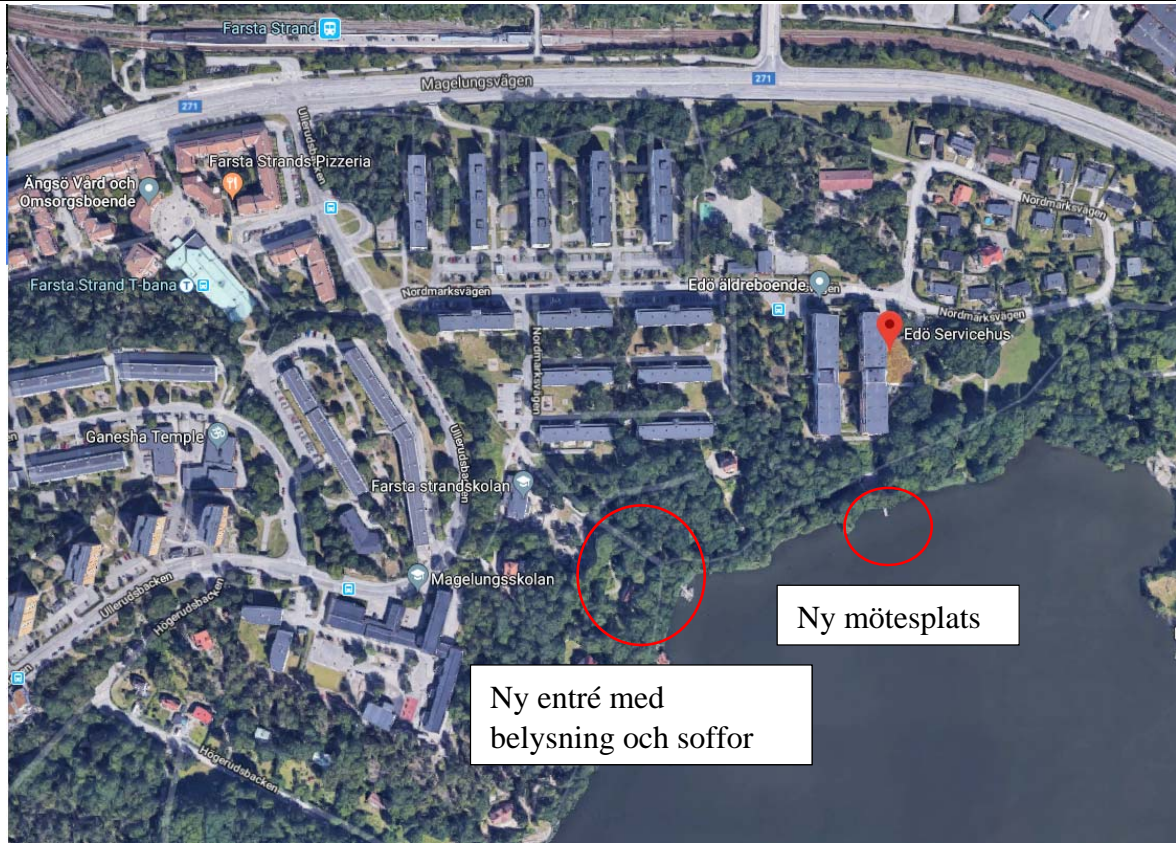 Farsta Strand
Magelungsvägen
271
271
Ullerudsbacken
Farsta Strands Pizzeria
Ängsö Vård och
Omsorgsboende
Nordmarksvägen
Farsta Strand T-bana
T
Nordmarksvägen
Edö äldreboende
Nordmarksvägen
Edö Servicehus
Nordmarksvägen
Ullerudsbacken
Ganesha Temple
Farsta strandskolan
Magelungsskolan
Ullerudsbacken
Högerudsbacken
Ny mötesplats
Ny entré med
belysning och soffor
Högerudsbacken